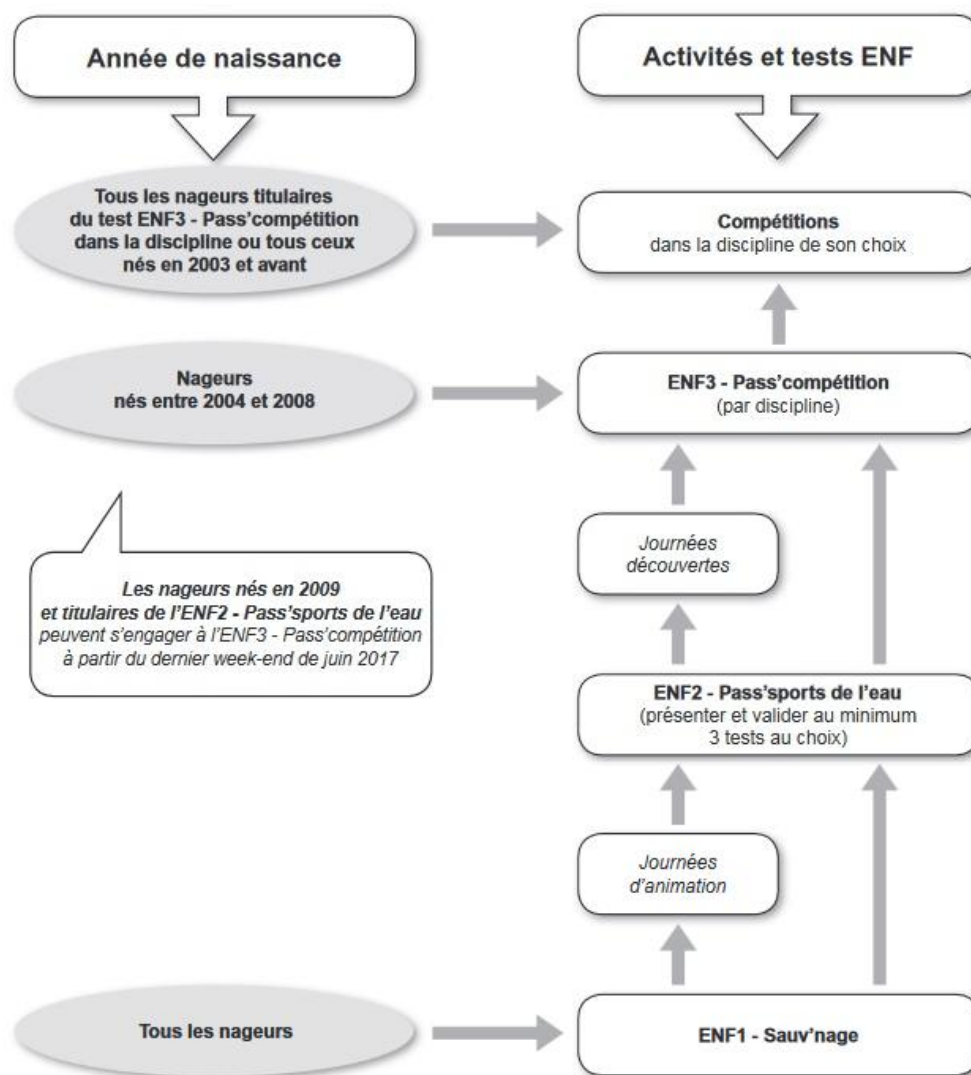 Année de naissance
Activités et tests ENF
Tous les nageurs titulaires
du test ENF3 - Pass'compétition
dans la discipline ou tous ceux
nés en 2003 et avant
Compétitions
dans la discipline de son choix
Nageurs
nés entre 2004 et 2008
ENF3 - Pass'compétition
(par discipline)
Les nageurs nés en 2009
et titulaires de l'ENF2 - Pass'sports de l'eau
peuvent s'engager à l'ENF3 - Pass'compétition
à partir du dernier week-end de juin 2017
Journées
découvertes
ENF2 - Pass'sports de l'eau
(présenter et valider au minimum
3 tests au choix)
Journées
d'animation
Tous les nageurs
ENF1 - Sauv'nage